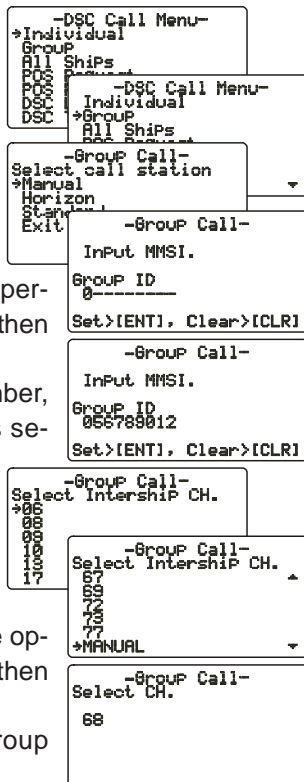 -DSC Call Menu-
→Individual
Group
All Ships
POS
POS
DSC
DSC
-DSC Call Menu-
Individual
→Group
All Ships
-Group Call-
Select call station
→Manual
Horizon
Exit
-Group Call-
Input MMSI.
Group ID
0--------
Set>[ENT], Clear>[CLR]
per-
then
-Group Call-
Input MMSI.
Group ID
056789012
Set>[ENT], Clear>[CLR]
ber,
s se-
-Group Call-
Select Intership CH.
→06
08
09
10
13
17
-Group Call-
Select Intership CH.
67
69
72
73
77
→MANUAL
e op-
then
-Group Call-
Select CH.
68
roup